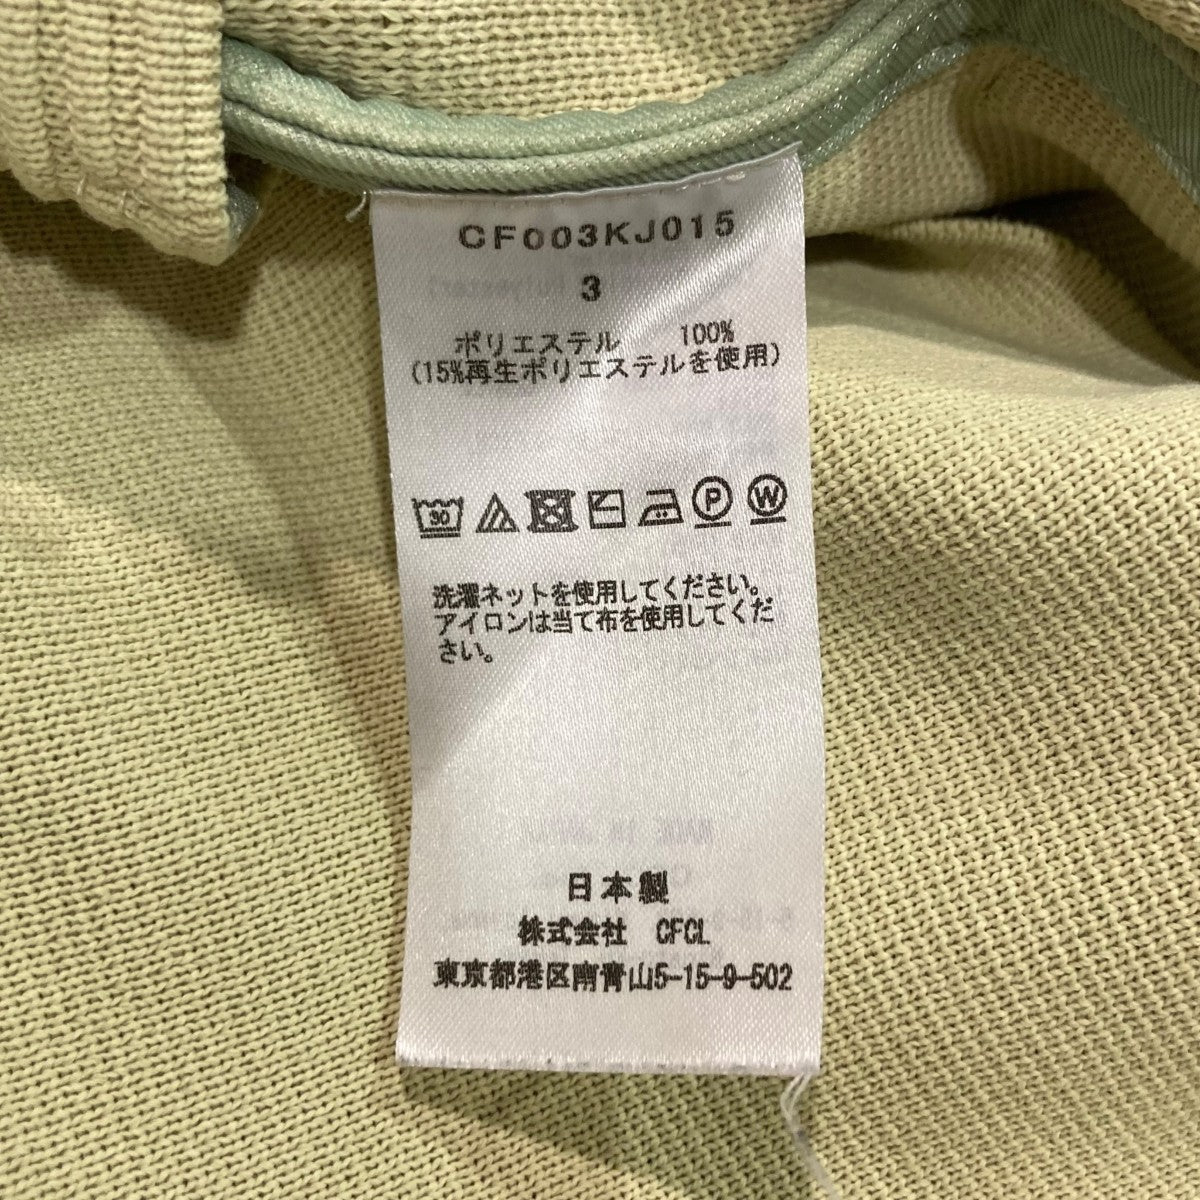 CF003KJ015
3
ポリエステル 100%
(15%再生ポリエステルを使用)
30 P W
洗濯ネットを使用してください。
アイロンは当て布を使用してくだ
さい。
日本製
株式会社 CFCL
東京都港区南青山5-15-9-502